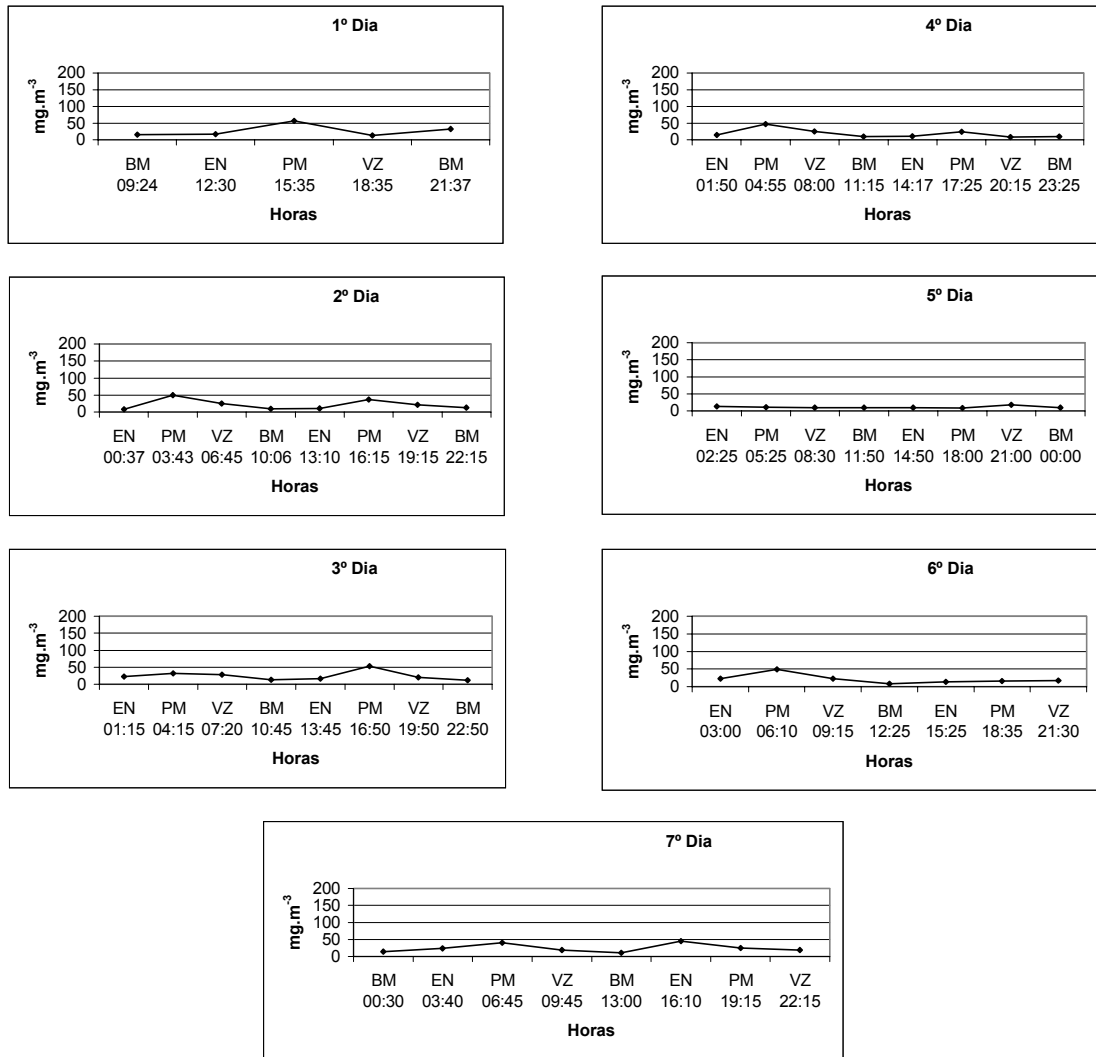 1º Dia
mg.m-3
200
150
100
50
0
BM EN PM VZ BM
09:24 12:30 15:35 18:35 21:37
Horas
4º Dia
mg.m-3
200
150
100
50
0
EN PM VZ BM EN PM VZ BM
01:50 04:55 08:00 11:15 14:17 17:25 20:15 23:25
Horas
2º Dia
mg.m-3
200
150
100
50
0
EN PM VZ BM EN PM VZ BM
00:37 03:43 06:45 10:06 13:10 16:15 19:15 22:15
Horas
5º Dia
mg.m-3
200
150
100
50
0
EN PM VZ BM EN PM VZ BM
02:25 05:25 08:30 11:50 14:50 18:00 21:00 00:00
Horas
3º Dia
mg.m-3
200
150
100
50
0
EN PM VZ BM EN PM VZ BM
01:15 04:15 07:20 10:45 13:45 16:50 19:50 22:50
Horas
6º Dia
mg.m-3
200
150
100
50
0
EN PM VZ BM EN PM VZ
03:00 06:10 09:15 12:25 15:25 18:35 21:30
Horas
7º Dia
mg.m-3
200
150
100
50
0
BM EN PM VZ BM EN PM VZ
00:30 03:40 06:45 09:45 13:00 16:10 19:15 22:15
Horas